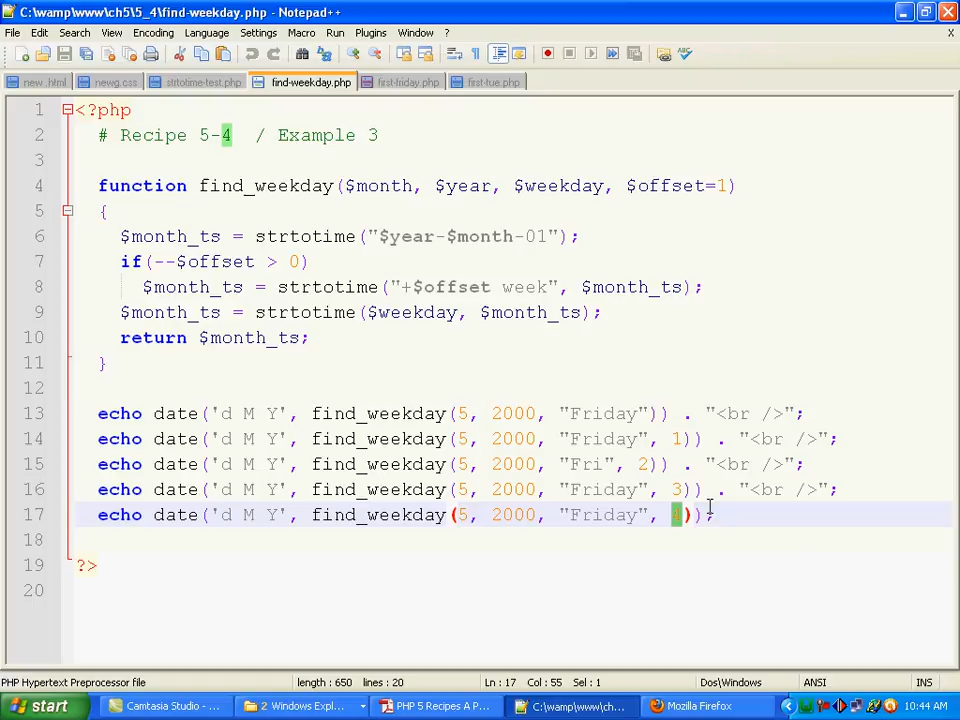 C:\wamp\www\ch5\5_4\find-weekday.php - Notepad++
File Edit Search View Encoding Language Settings Macro Run Plugins Window ? X
new .html newg.css strtotime-test.php find-weekday.php first-friday.php first-tue.php
1 <?php
2 # Recipe 5-4 / Example 3
3
4 function find_weekday($month, $year, $weekday, $offset=1)
5 {
6 $month_ts = strtotime("$year-$month-01");
7 if(--$offset > 0)
8 $month_ts = strtotime("+$offset week", $month_ts);
9 $month_ts = strtotime($weekday, $month_ts);
10 return $month_ts;
11 }
12
13 echo date('d M Y', find_weekday(5, 2000, "Friday")) . "<br />";
14 echo date('d M Y', find_weekday(5, 2000, "Friday", 1)) . "<br />";
15 echo date('d M Y', find_weekday(5, 2000, "Fri", 2)) . "<br />";
16 echo date('d M Y', find_weekday(5, 2000, "Friday", 3)) . "<br />";
17 echo date('d M Y', find_weekday(5, 2000, "Friday", 4));
18
19 ?>
20
PHP Hypertext Preprocessor file length : 650 lines : 20 Ln : 17 Col : 55 Sel : 1 Dos\Windows ANSI INS
start Camtasia Studio - ... 2 Windows Expl... PHP 5 Recipes A P... C:\wamp\www\ch... Mozilla Firefox 10:44 AM